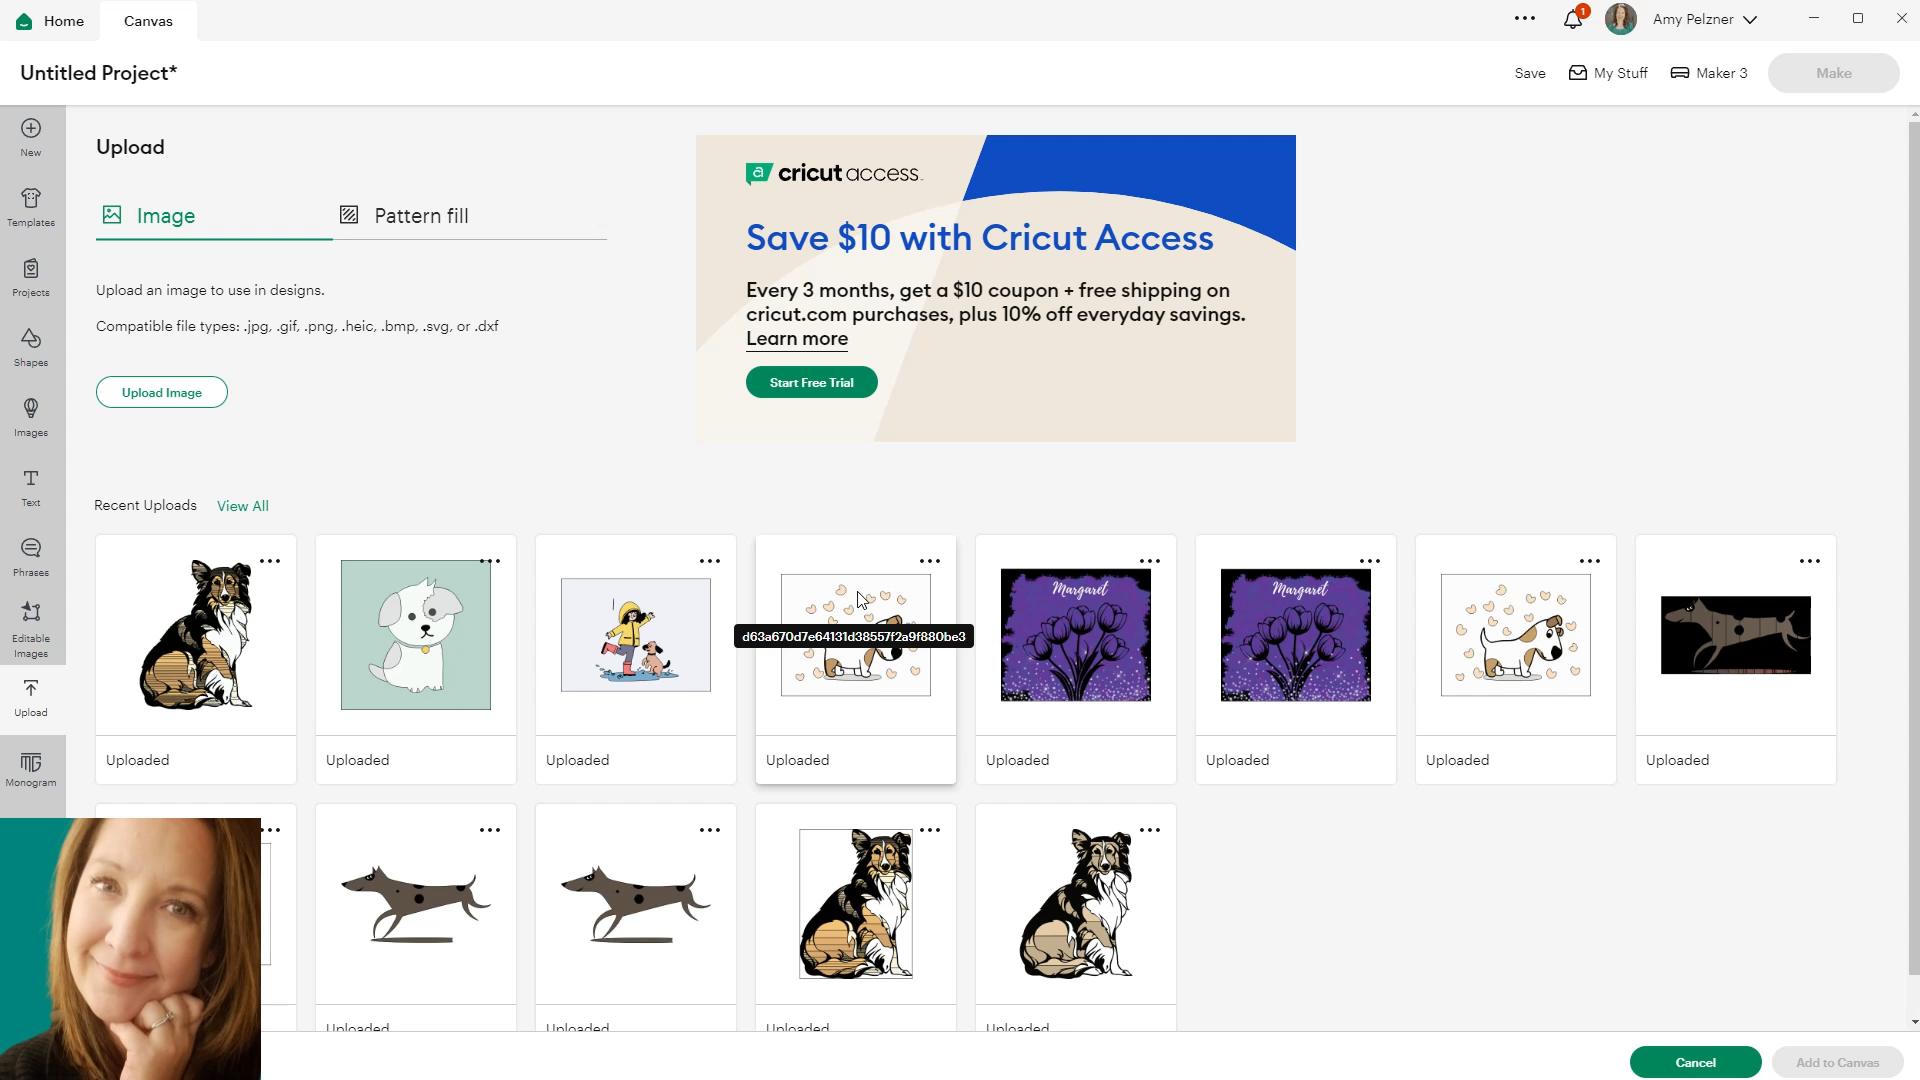 Home
Canvas
1
Amy Pelzner
Untitled Project*
Save
My Stuff
Maker 3
Make
New
Templates
Projects
Shapes
Images
Text
Phrases
Editable
Images
Upload
Monogram
Upload
Image
Pattern fill
Upload an image to use in designs.
Compatible file types: .jpg, .gif, .png, .heic, .bmp, .svg, or .dxf
Upload Image
a cricut access
Save $10 with Cricut Access
Every 3 months, get a $10 coupon + free shipping on
cricut.com purchases, plus 10% off everyday savings.
Learn more
Start Free Trial
Recent Uploads
View All
d63a670d7e64131d38557f2a9f880be3
Margaret
Margaret
Uploaded
Uploaded
Uploaded
Uploaded
Uploaded
Uploaded
Uploaded
Uploaded
Uploaded
Uploaded
Uploaded
Uploaded
Cancel
Add to Canvas